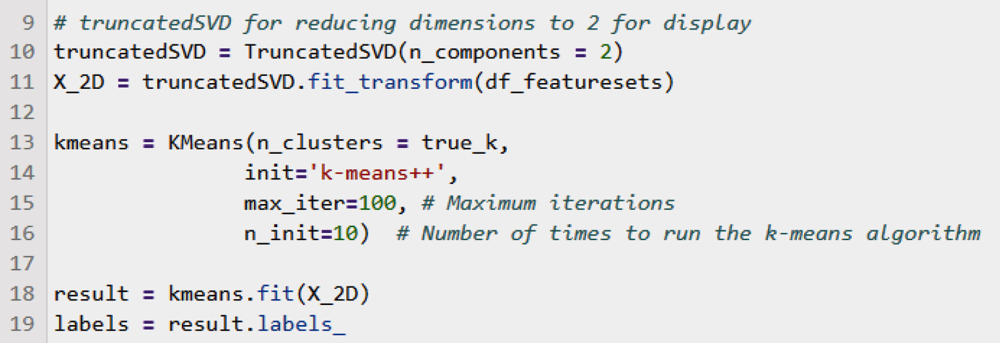 9 # truncatedSVD for reducing dimensions to 2 for display
10 truncatedSVD = TruncatedSVD(n_components = 2)
11 X_2D = truncatedSVD.fit_transform(df_featuresets)
12
13 kmeans = KMeans(n_clusters = true_k,
14                init='k-means++',
15                max_iter=100, # Maximum iterations
16                n_init=10)  # Number of times to run the k-means algorithm
17
18 result = kmeans.fit(X_2D)
19 labels = result.labels_